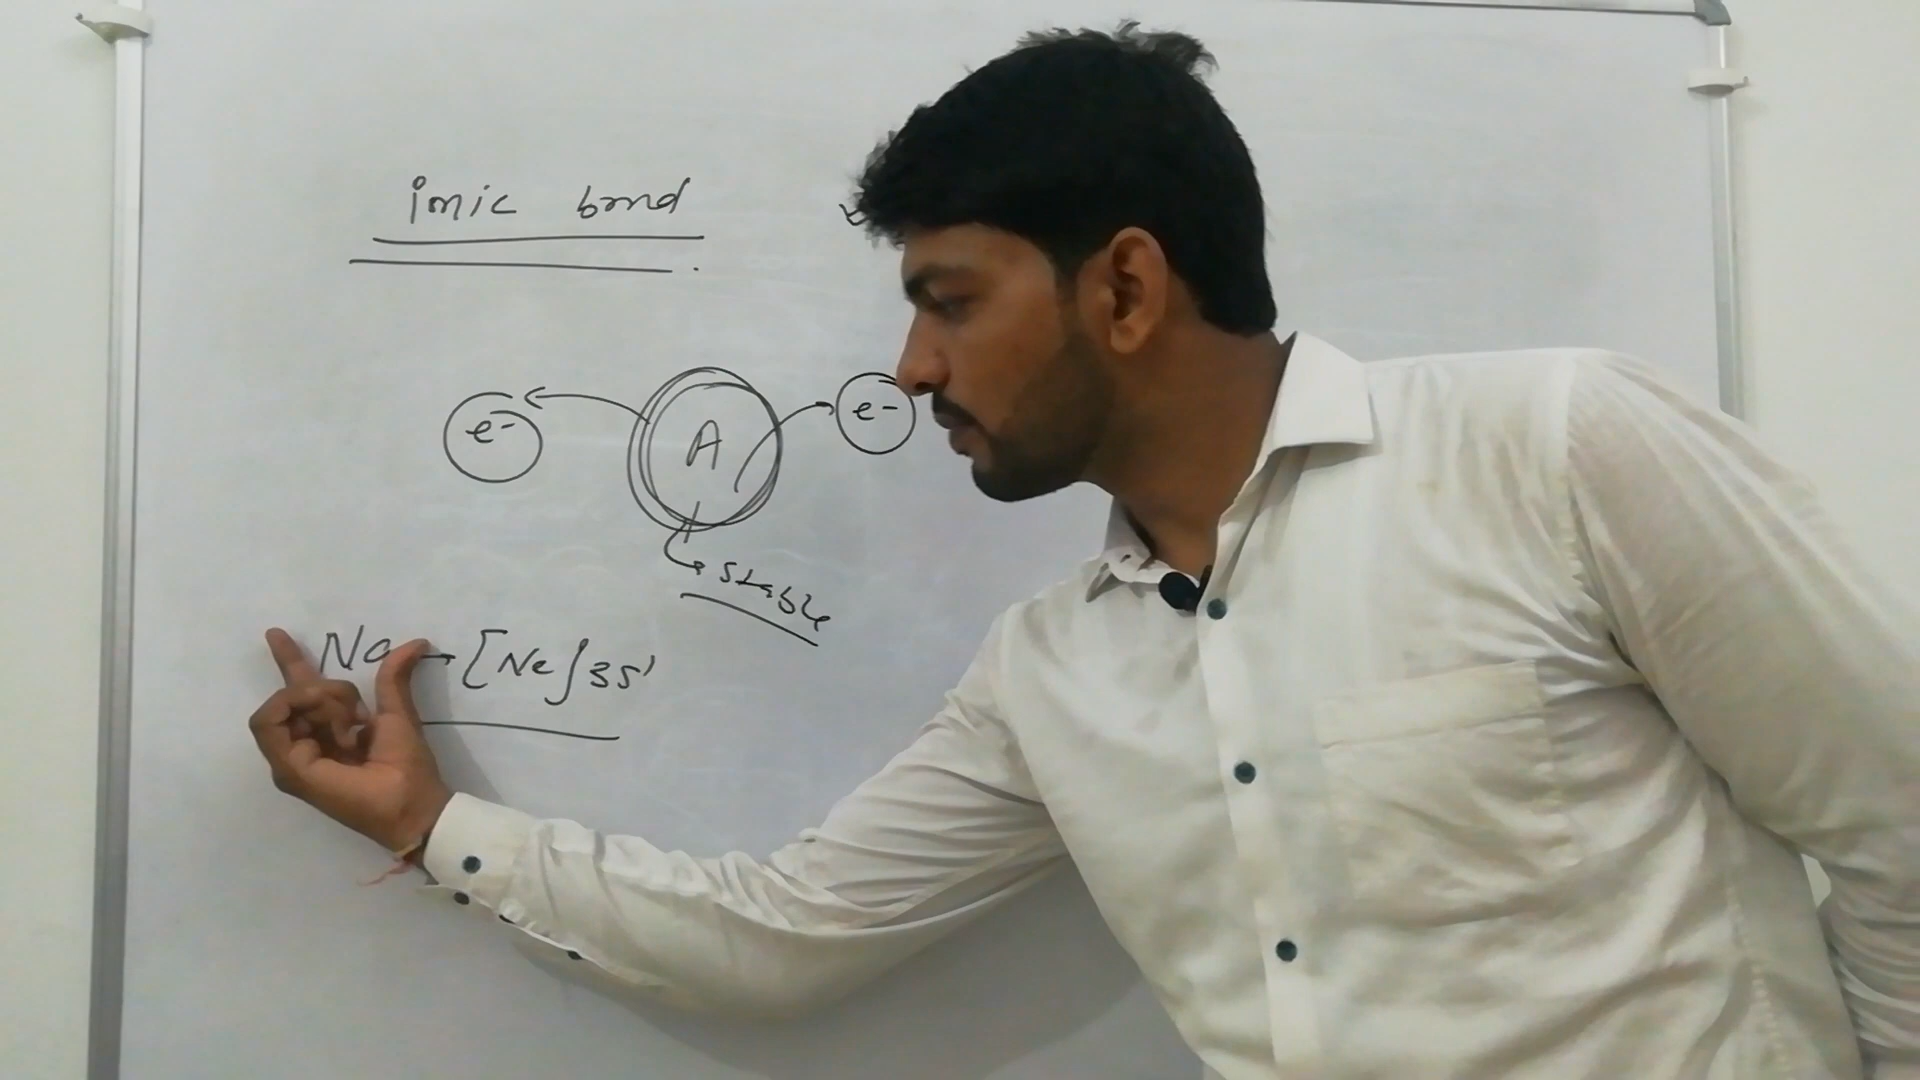 ionic bond
e- A e-
stable
Na → [Ne] 3s¹